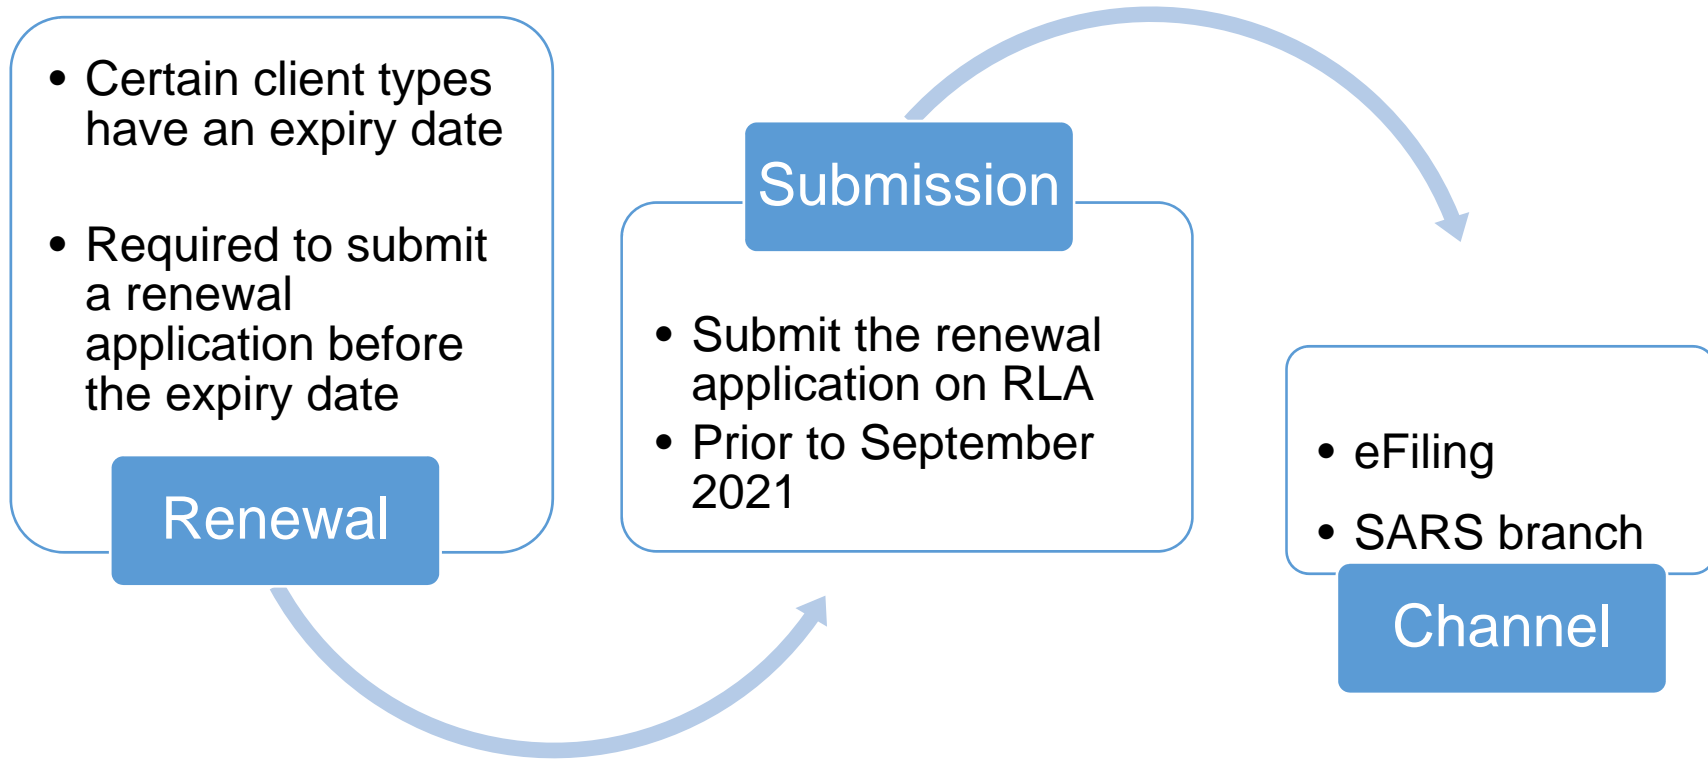 • Certain client types
have an expiry date
• Required to submit
a renewal
application before
the expiry date
Renewal
Submission
• Submit the renewal
application on RLA
• Prior to September
2021
• eFiling
• SARS branch
Channel